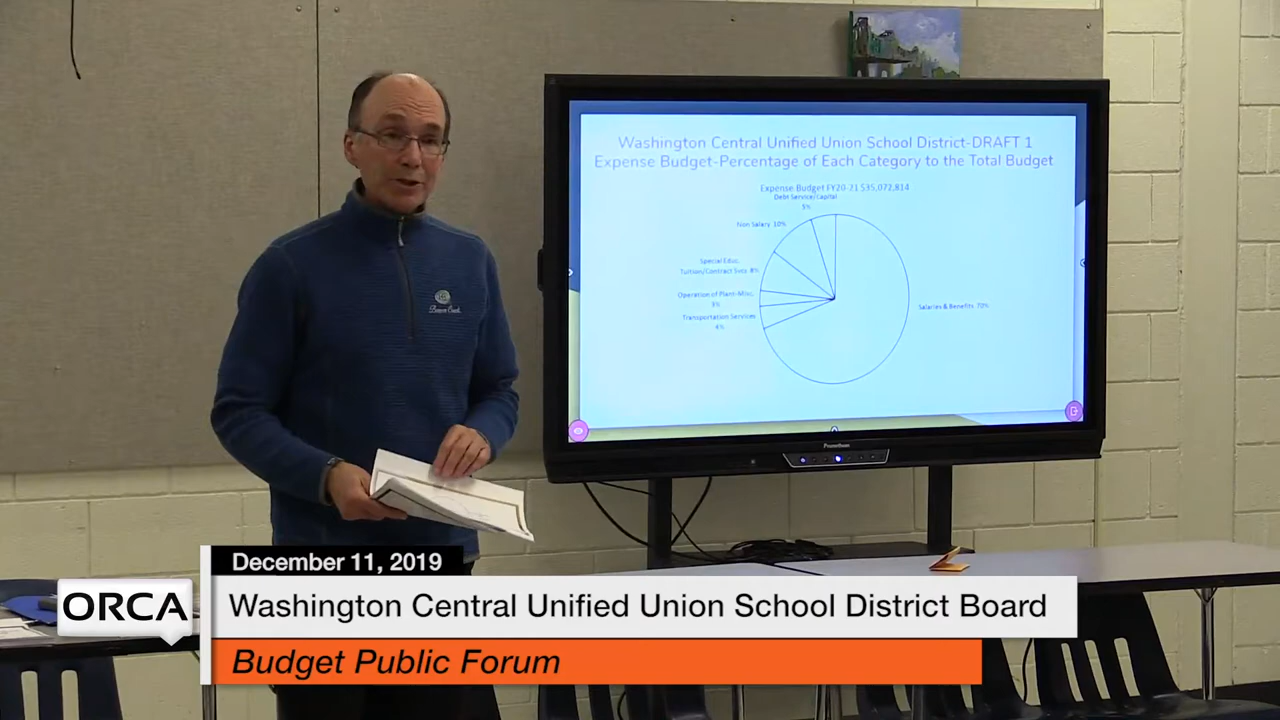 Washington Central Unified Union School District-DRAFT 1
Expense Budget-Percentage of Each Category to the Total Budget
Expense Budget FY20-21 $35,072,814
Debt Service/Capital
5%
Non Salary 10%
Special Educ.
Tuition/Contract Svcs 8%
Operation of Plant-Misc.
3%
Transportation Services
4%
Salaries & Benefits 70%
Promethean
December 11, 2019
ORCA
Washington Central Unified Union School District Board
Budget Public Forum